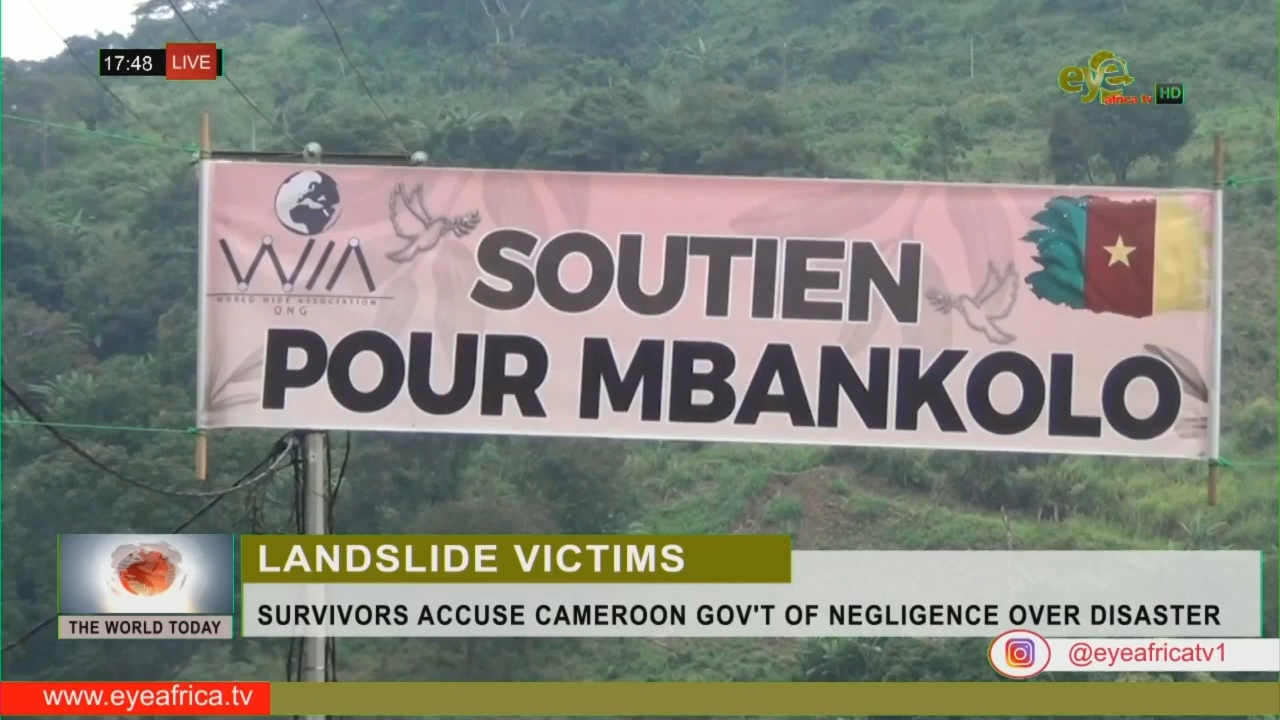 17:48 LIVE
eye africa tv HD
WIA
WORLD WIDE ASSOCIATION
ONG
SOUTIEN
POUR MBANKOLO
LANDSLIDE VICTIMS
SURVIVORS ACCUSE CAMEROON GOV'T OF NEGLIGENCE OVER DISASTER
THE WORLD TODAY
@eyeafricatv1
www.eyeafrica.tv